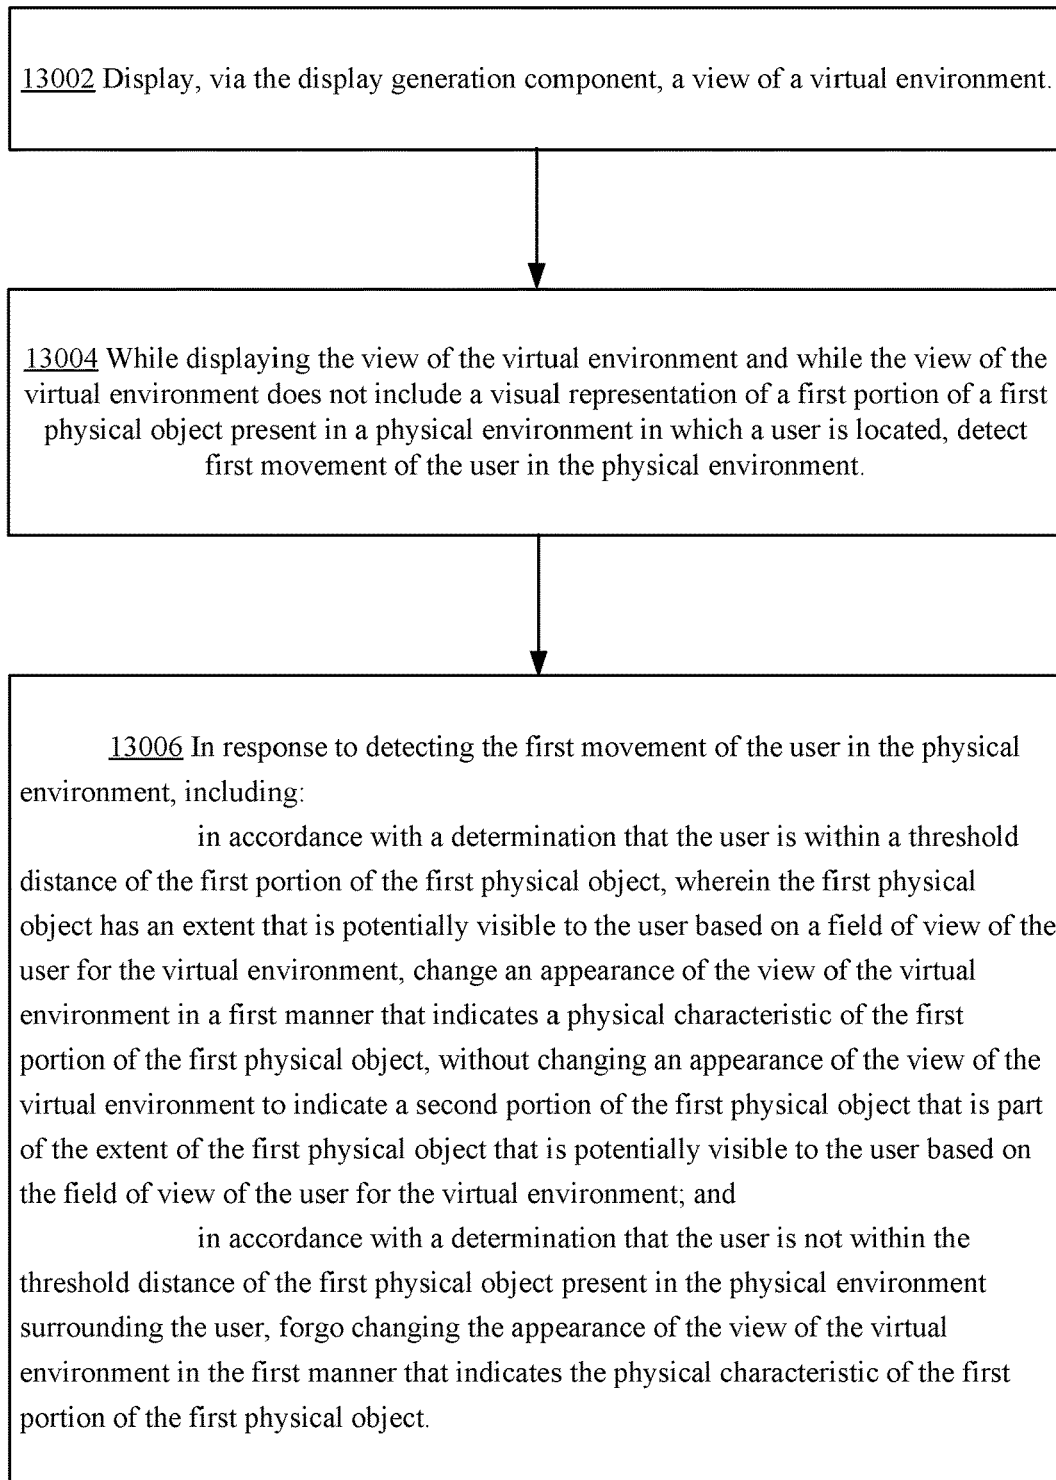 13002 Display, via the display generation component, a view of a virtual environment.
13004 While displaying the view of the virtual environment and while the view of the
virtual environment does not include a visual representation of a first portion of a first
physical object present in a physical environment in which a user is located, detect
first movement of the user in the physical environment.
13006 In response to detecting the first movement of the user in the physical
environment, including:
in accordance with a determination that the user is within a threshold
distance of the first portion of the first physical object, wherein the first physical
object has an extent that is potentially visible to the user based on a field of view of the
user for the virtual environment, change an appearance of the view of the virtual
environment in a first manner that indicates a physical characteristic of the first
portion of the first physical object, without changing an appearance of the view of the
virtual environment to indicate a second portion of the first physical object that is part
of the extent of the first physical object that is potentially visible to the user based on
the field of view of the user for the virtual environment; and
in accordance with a determination that the user is not within the
threshold distance of the first physical object present in the physical environment
surrounding the user, forgo changing the appearance of the view of the virtual
environment in the first manner that indicates the physical characteristic of the first
portion of the first physical object.